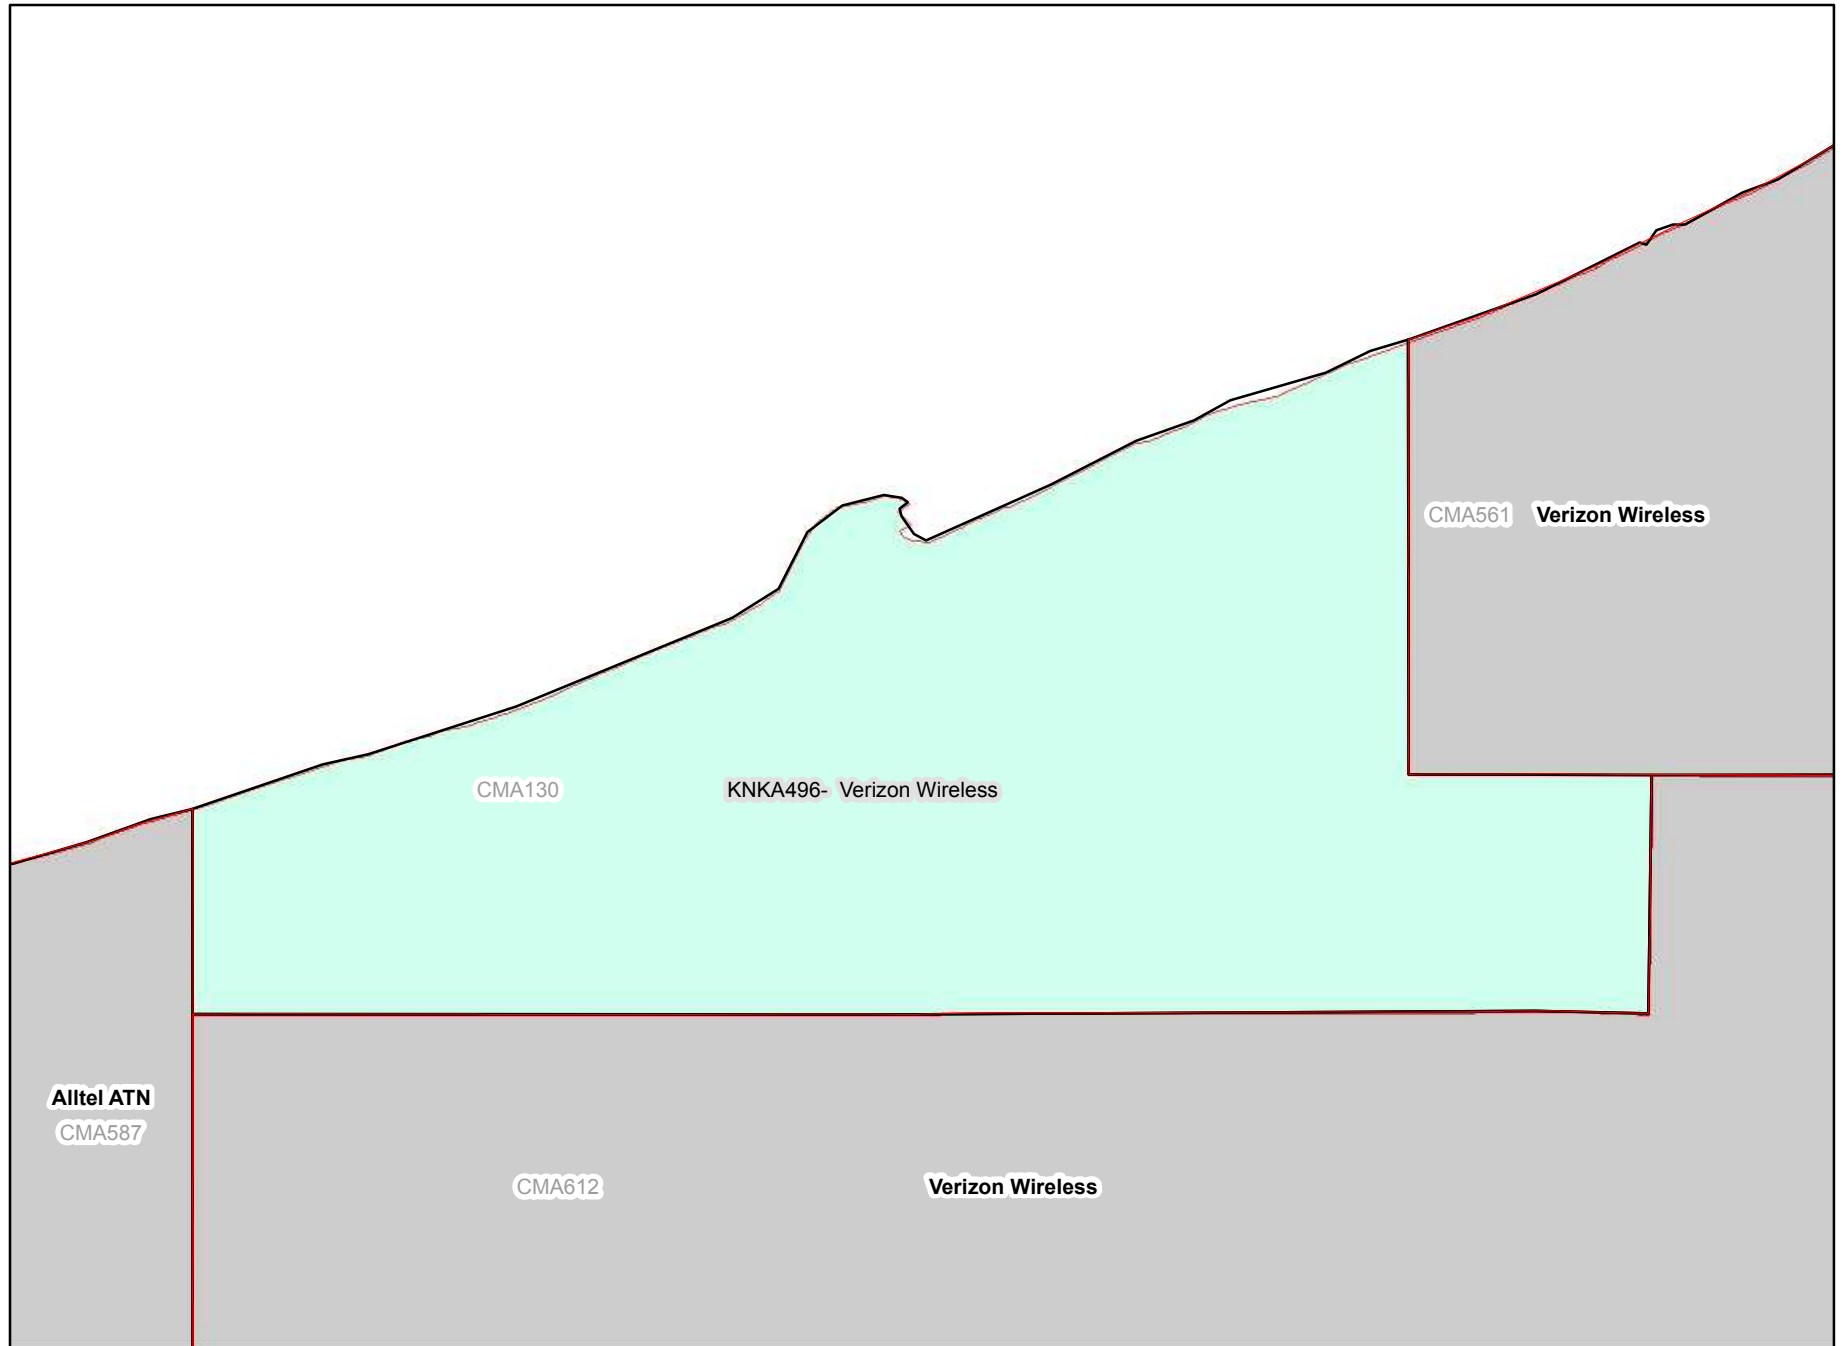 CMA561 Verizon Wireless
CMA130 KNKA496- Verizon Wireless
Alltel ATN
CMA587
CMA612 Verizon Wireless